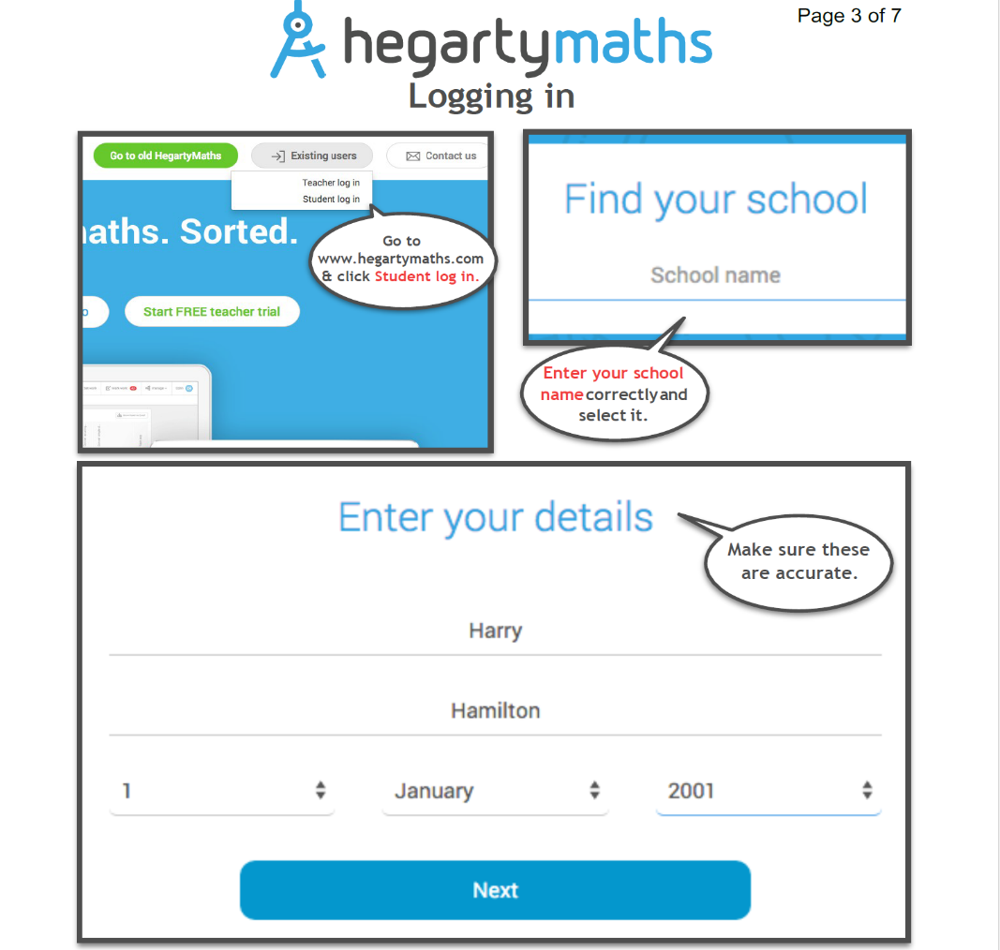 Page 3 of 7
hegartymaths
Logging in
Go to old HegartyMaths
Existing users
Contact us
Teacher log in
Student log in
aths. Sorted.
Go to
www.hegartymaths.com
& click Student log in.
Start FREE teacher trial
Find your school
School name
Enter your school
name correctly and
select it.
Enter your details
Make sure these
are accurate.
Harry
Hamilton
1 January 2001
Next